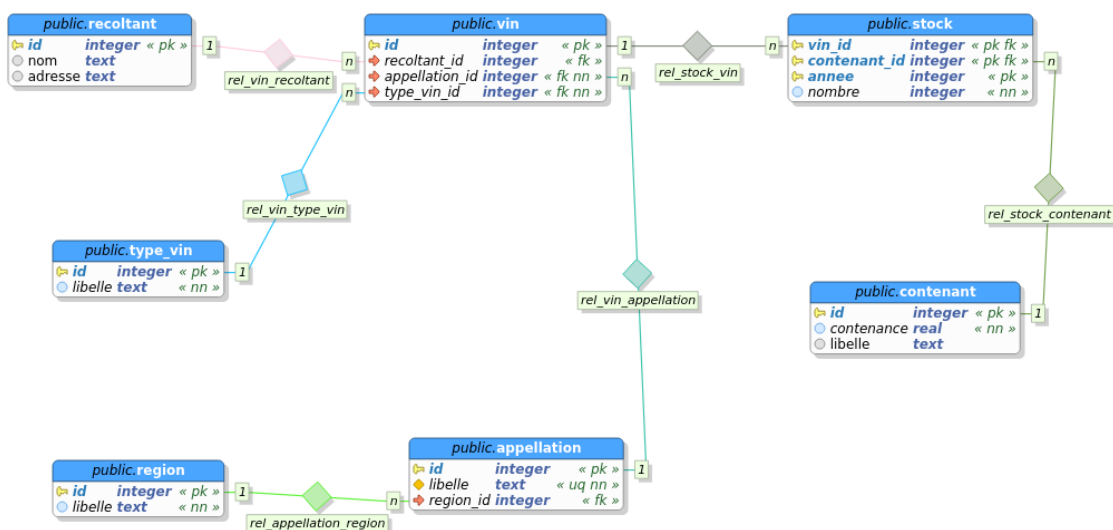 public.recoltant
id integer « pk »
nom text
adresse text
1
n
rel_vin_recoltant
public.vin
id integer « pk »
recoltant_id integer « fk »
appellation_id integer « fk nn »
type_vin_id integer « fk nn »
n
1
n
n
rel_stock_vin
public.stock
vin_id integer « pk fk »
contenant_id integer « pk fk »
annee integer « pk »
nombre integer « nn »
n
rel_vin_type_vin
rel_stock_contenant
public.type_vin
id integer « pk »
libelle text « nn »
1
rel_vin_appellation
public.contenant
id integer « pk »
contenance real « nn »
libelle text
1
public.region
id integer « pk »
libelle text « nn »
1
n
rel_appellation_region
public.appellation
id integer « pk »
libelle text « uq nn »
region_id integer « fk »
1